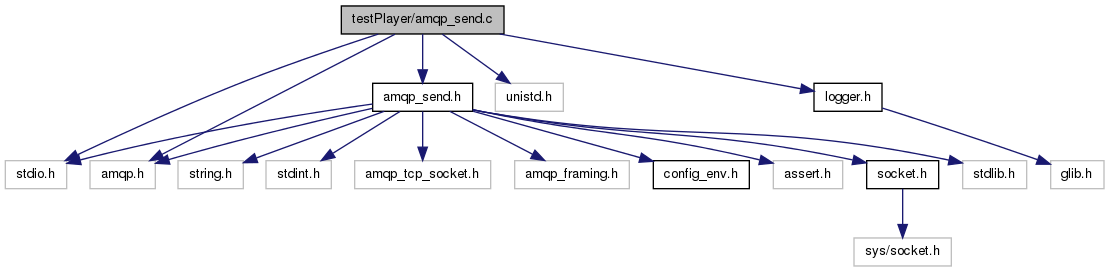 testPlayer/amqp_send.c
amqp_send.h
unistd.h
logger.h
stdio.h
amqp.h
string.h
stdint.h
amqp_tcp_socket.h
amqp_framing.h
config_env.h
assert.h
socket.h
stdlib.h
glib.h
sys/socket.h